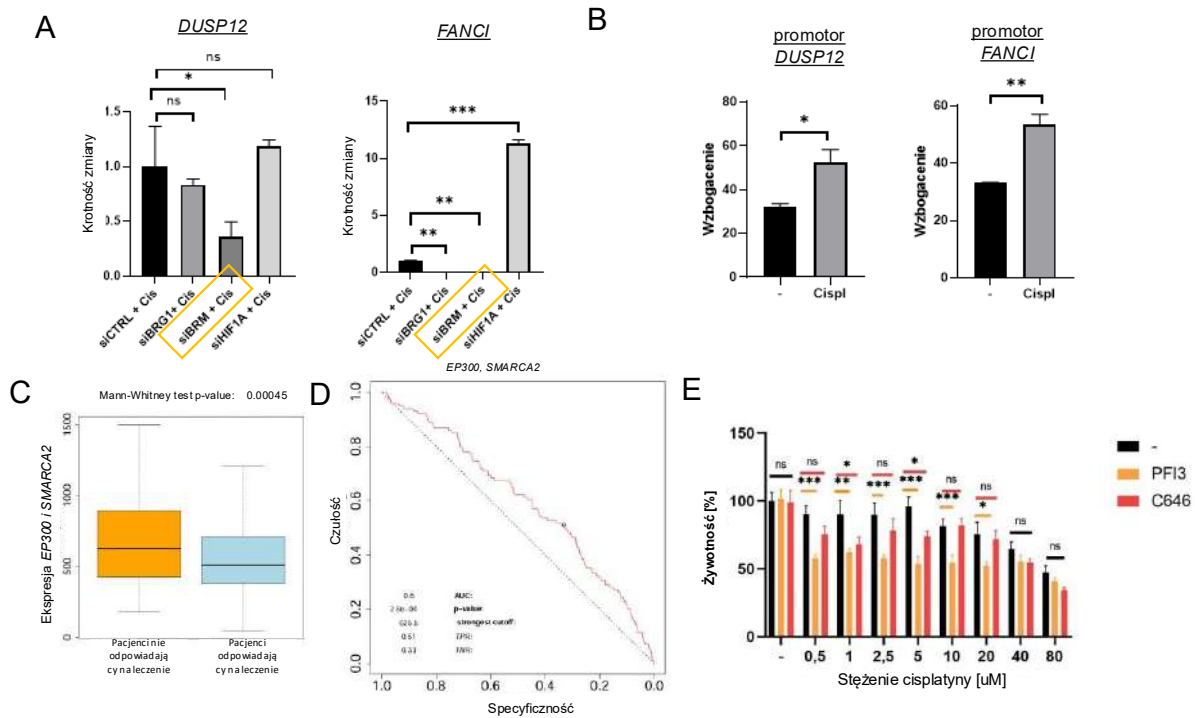 A
DUSP12
ns
*
ns
Krotność zmiany
1.5
1.0
0.5
0.0
siCTRL + Cis
siBRG1+ Cis
siBRM + Cis
siHIF1A + Cis
FANCI
***
**
**
Krotność zmiany
15
10
5
0
siCTRL + Cis
siBRG1+ Cis
siBRM + Cis
siHIF1A + Cis
B
promotor
DUSP12
*
Wzbogacenie
80
60
40
20
0
-
Cispl
promotor
FANCI
**
Wzbogacenie
60
40
20
0
-
Cispl
C
Mann-Whitney test p-value: 0.00045
Ekspresja EP300 i SMARCA2
1500
1000
500
0
Pacjenci nie
odpowiadają
cy na leczenie
Pacjenci
odpowiadają
cy na leczenie
D
EP300, SMARCA2
Czułość
1.0
0.8
0.6
0.4
0.2
0.0
AUC:
p-value:
strongest cutoff:
1.0
0.8
0.6
0.4
0.2
0.0
Specyficzność
E
Żywotność [%]
150
100
50
0
ns
ns
***
*
**
ns
***
*
***
ns
***
ns
*
ns
ns
-
0,5
1
2,5
5
10
20
40
80
Stężenie cisplatyny [uM]
-
PFI3
C646